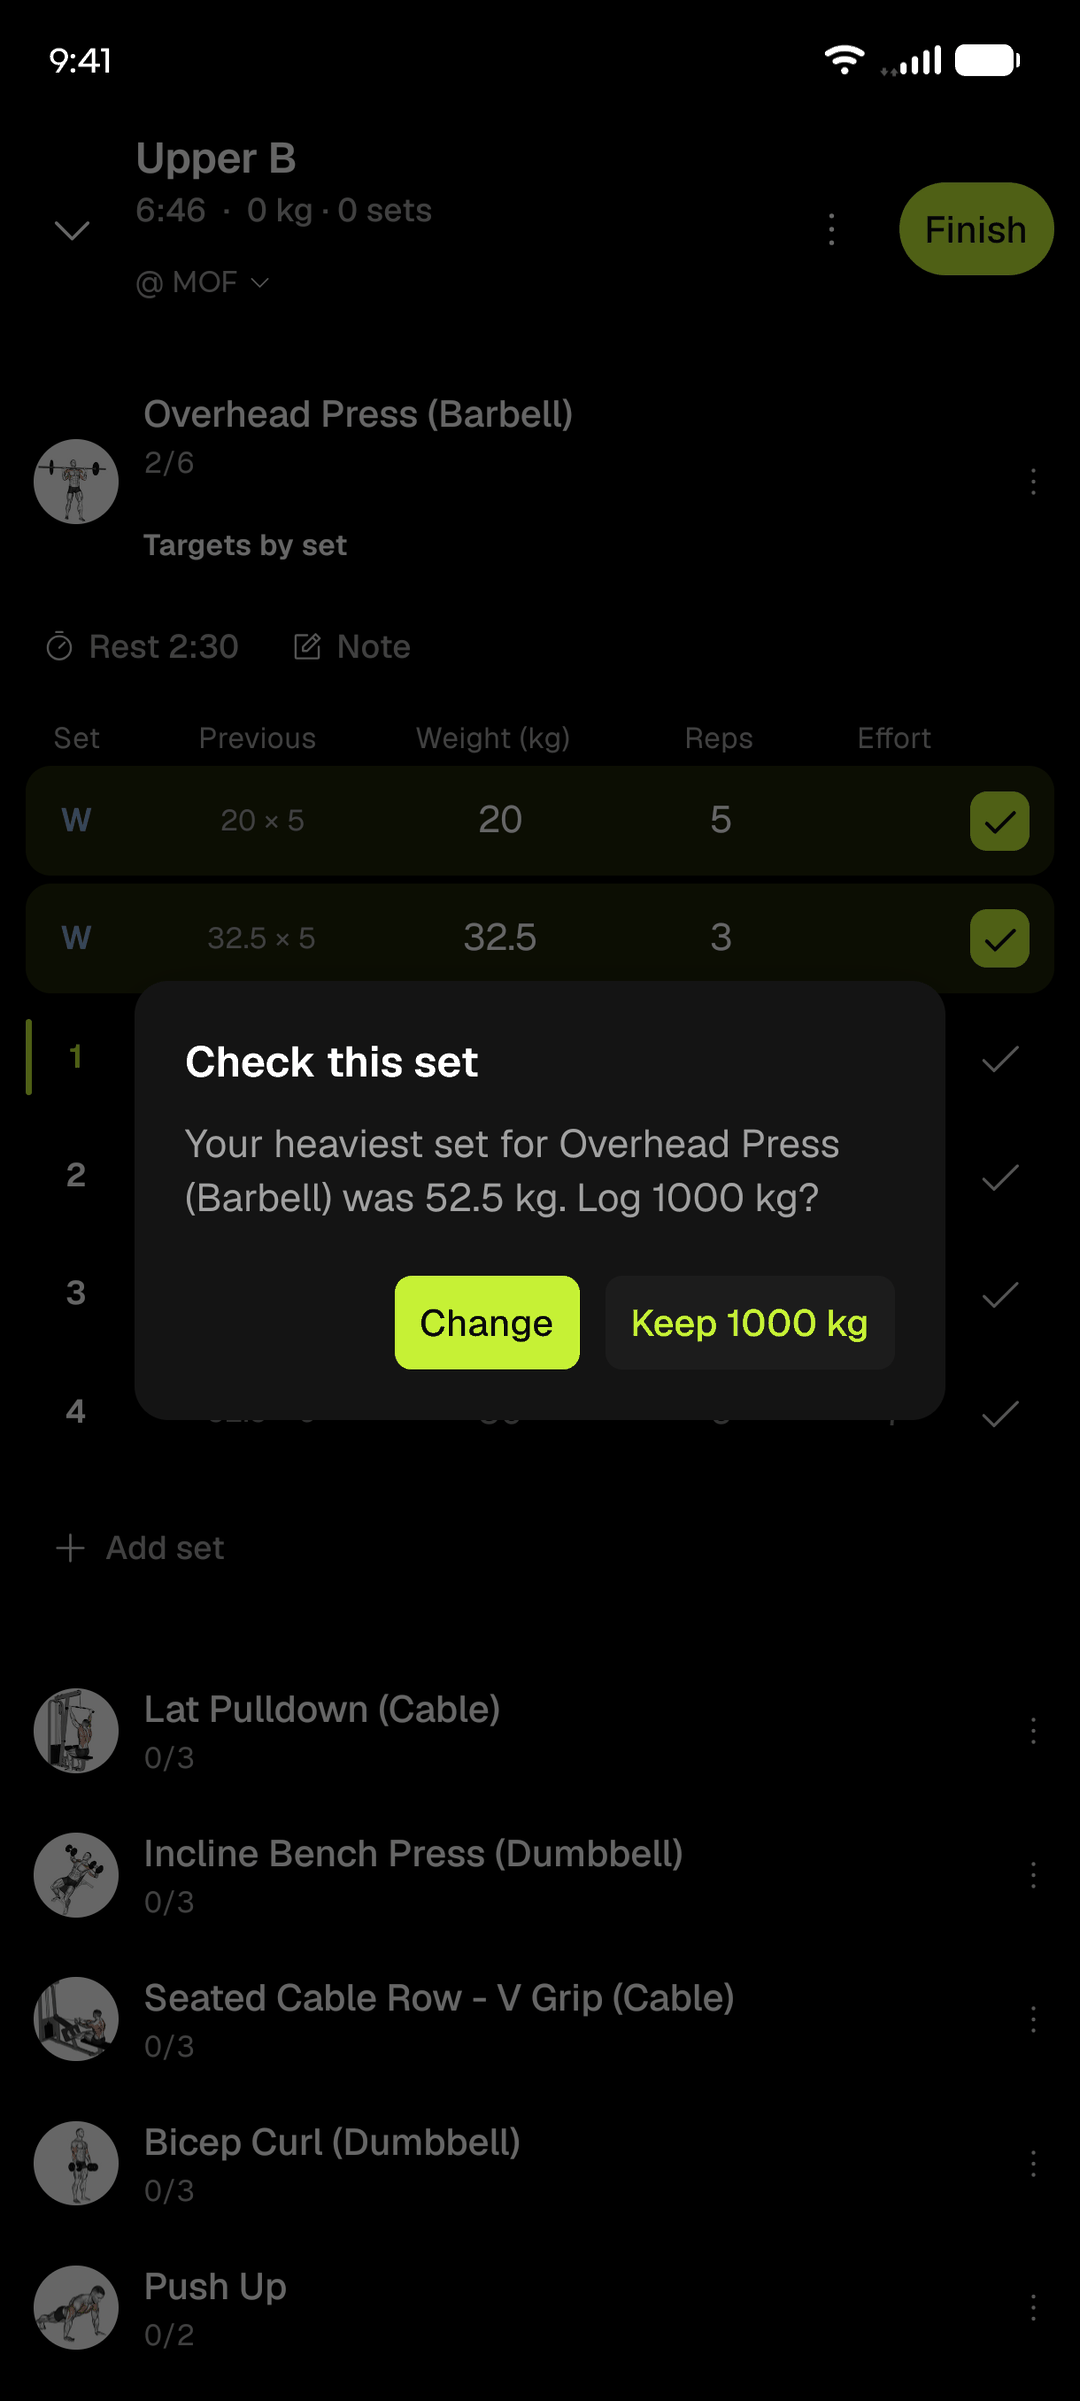 9:41
Upper B
6:46 · 0 kg · 0 sets
Finish
@ MOF
Overhead Press (Barbell)
2/6
Targets by set
Rest 2:30 Note
Set Previous Weight (kg) Reps Effort
W 20 × 5 20 5
W 32.5 × 5 32.5 3
1
Check this set
Your heaviest set for Overhead Press
(Barbell) was 52.5 kg. Log 1000 kg?
2
3
Change Keep 1000 kg
4
Add set
Lat Pulldown (Cable)
0/3
Incline Bench Press (Dumbbell)
0/3
Seated Cable Row - V Grip (Cable)
0/3
Bicep Curl (Dumbbell)
0/3
Push Up
0/2